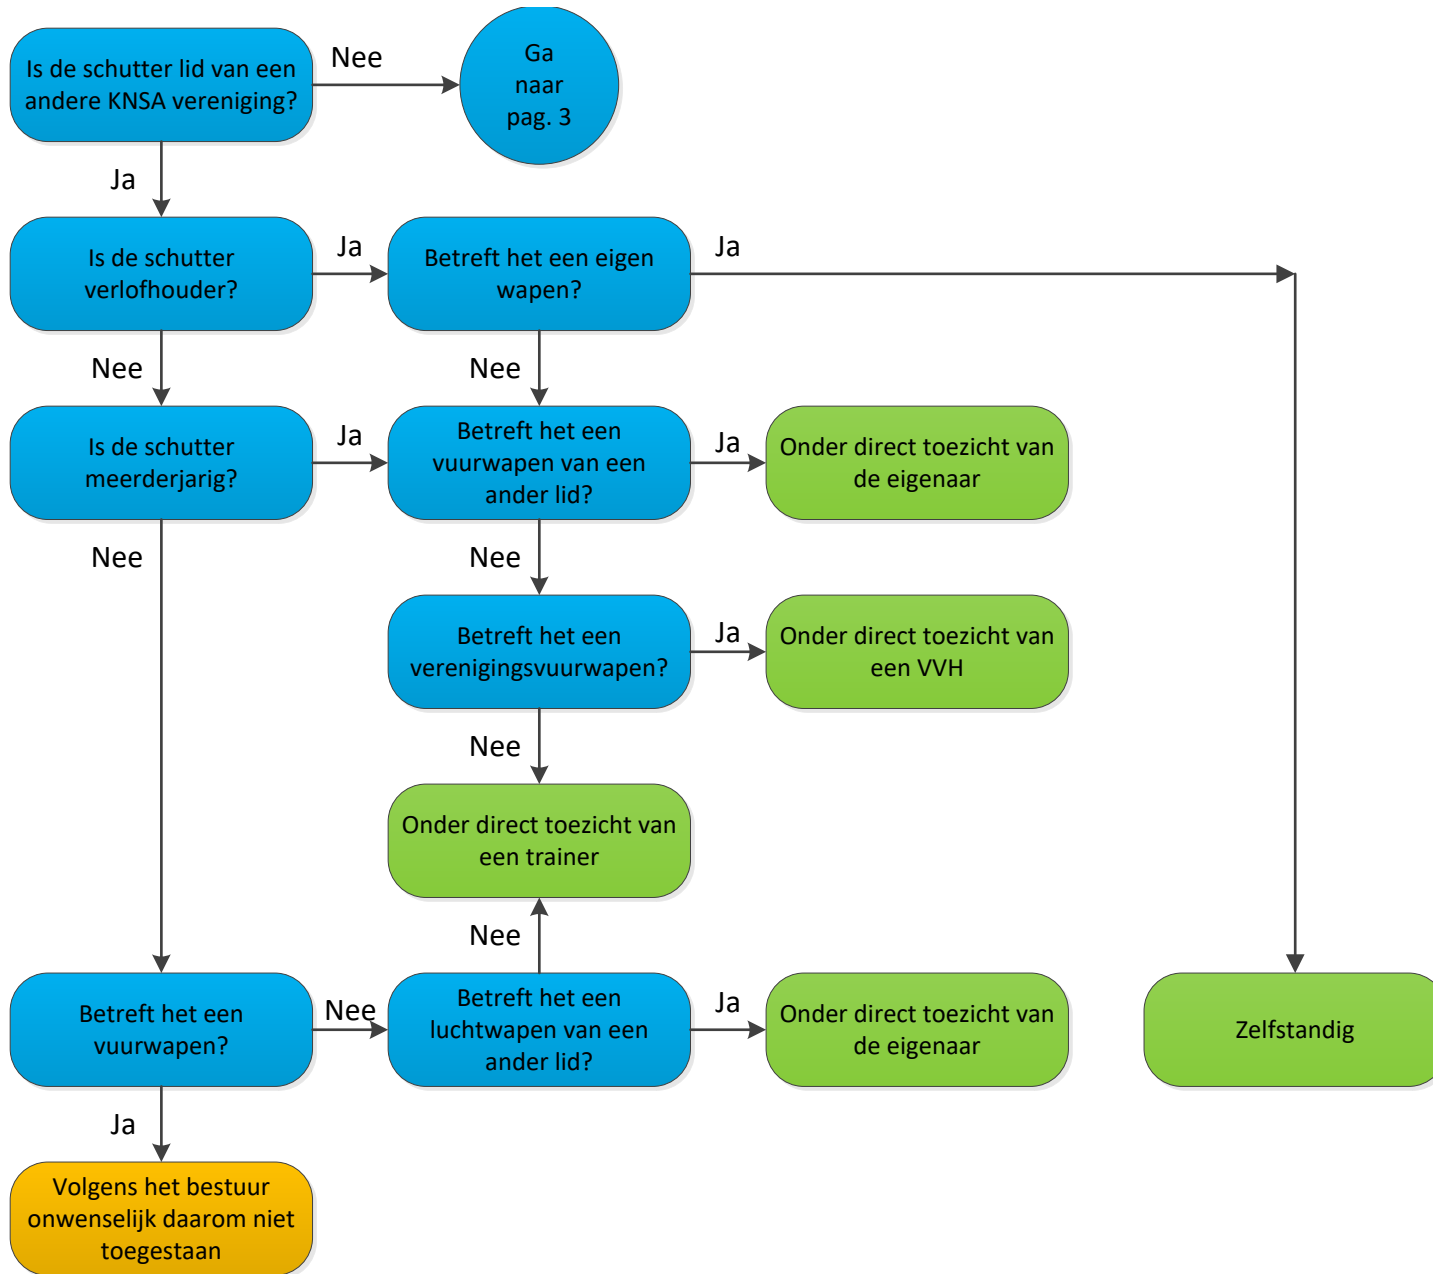 Is de schutter lid van een
andere KNSA vereniging?
Nee
Ga
naar
pag. 3
Ja
Is de schutter
verlofhouder?
Ja
Betreft het een eigen
wapen?
Ja
Nee
Nee
Is de schutter
meerderjarig?
Ja
Betreft het een
vuurwapen van een
ander lid?
Ja
Onder direct toezicht van
de eigenaar
Nee
Nee
Betreft het een
verenigingsvuurwapen?
Ja
Onder direct toezicht van
een VVH
Nee
Onder direct toezicht van
een trainer
Nee
Betreft het een
vuurwapen?
Nee
Betreft het een
luchtwapen van een
ander lid?
Ja
Onder direct toezicht van
de eigenaar
Zelfstandig
Ja
Volgens het bestuur
onwenselijk daarom niet
toegestaan